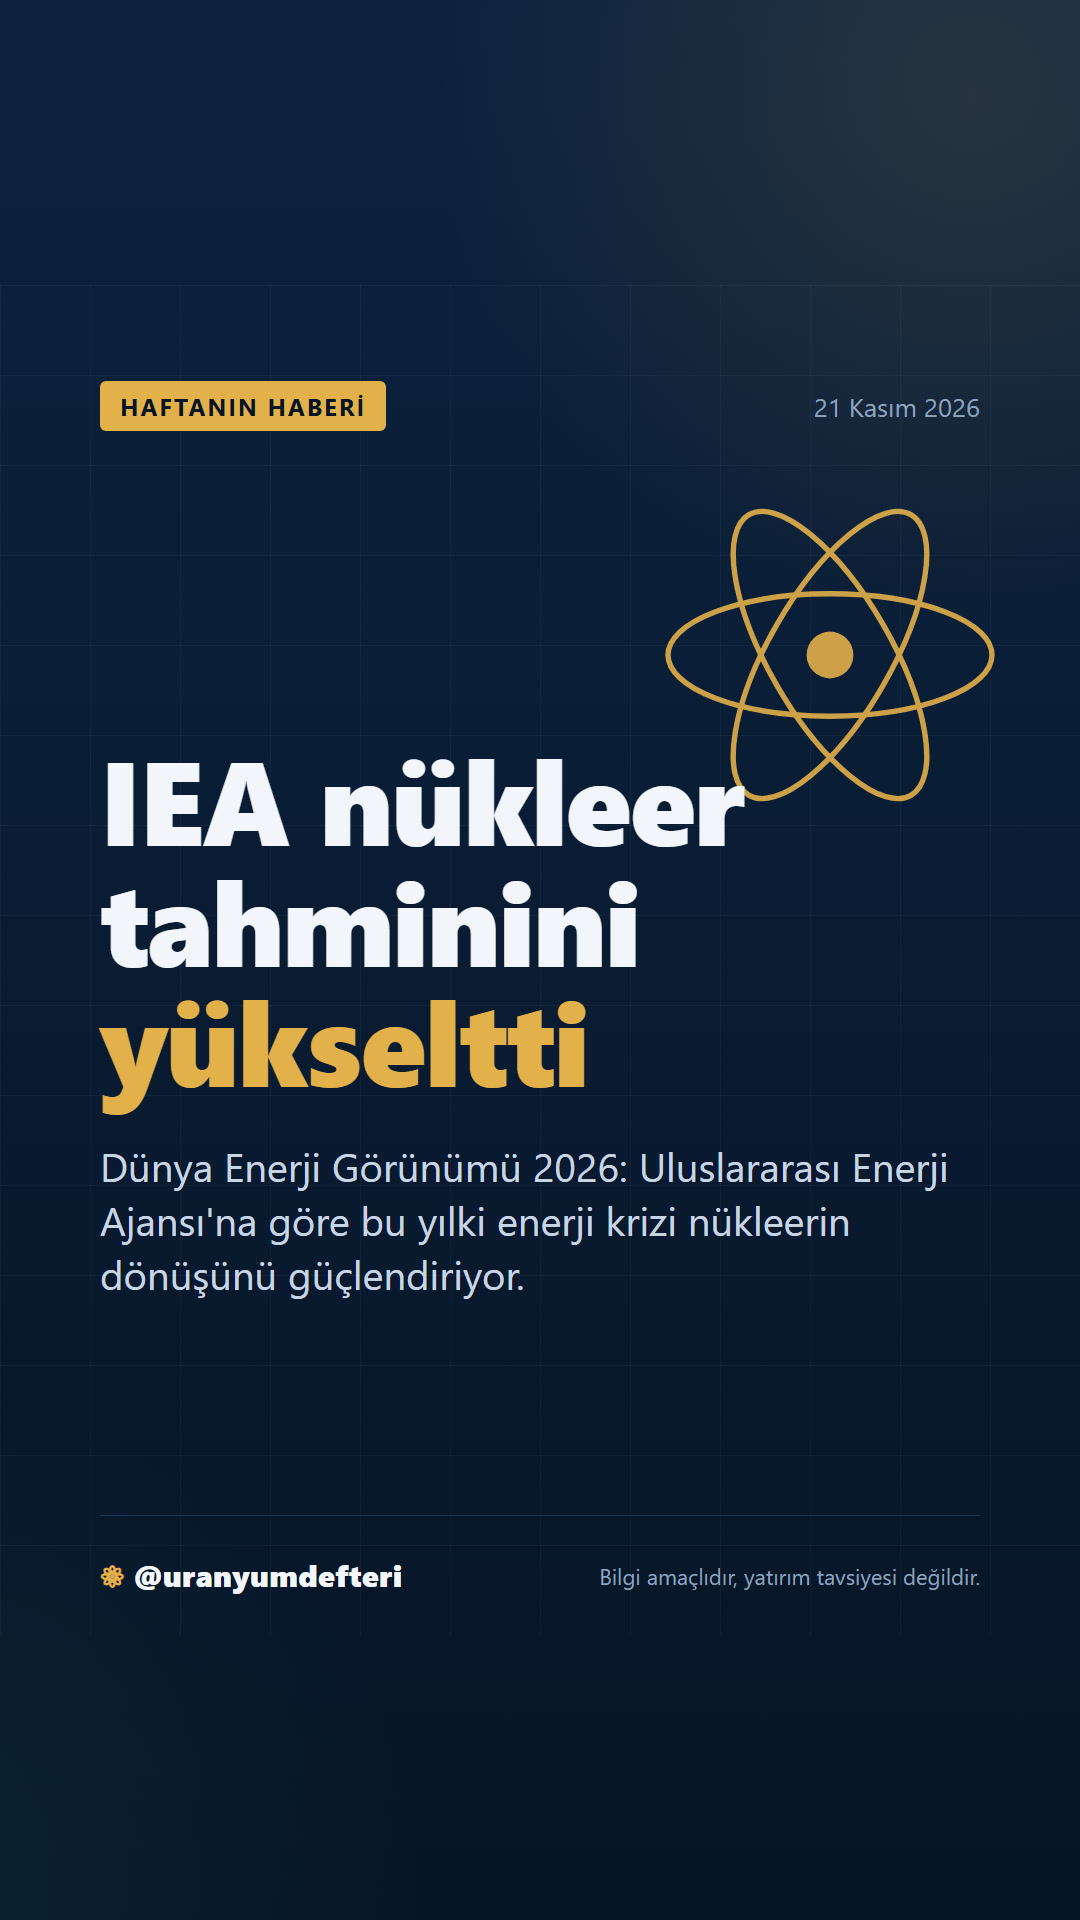 HAFTANIN HABERİ
21 Kasım 2026
IEA nükleer
tahminini
yükseltti
Dünya Enerji Görünümü 2026: Uluslararası Enerji
Ajansı'na göre bu yılki enerji krizi nükleerin
dönüşünü güçlendiriyor.
@uranyumdefteri
Bilgi amaçlıdır, yatırım tavsiyesi değildir.